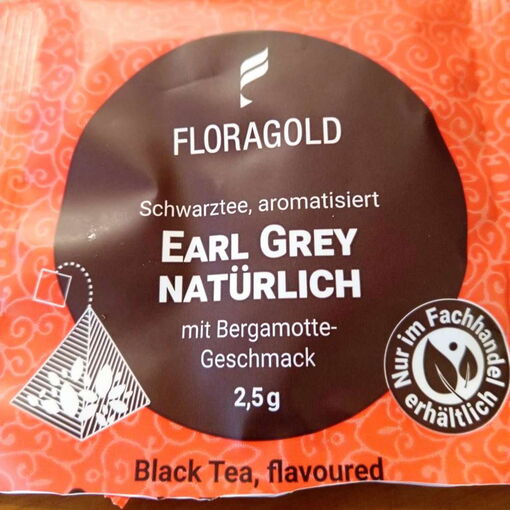 FLORAGOLD
Schwarztee, aromatisiert
EARL GREY
NATÜRLICH
mit Bergamotte-
Geschmack
2,5 g
Nur im Fachhandel
erhältlich
Black Tea, flavoured